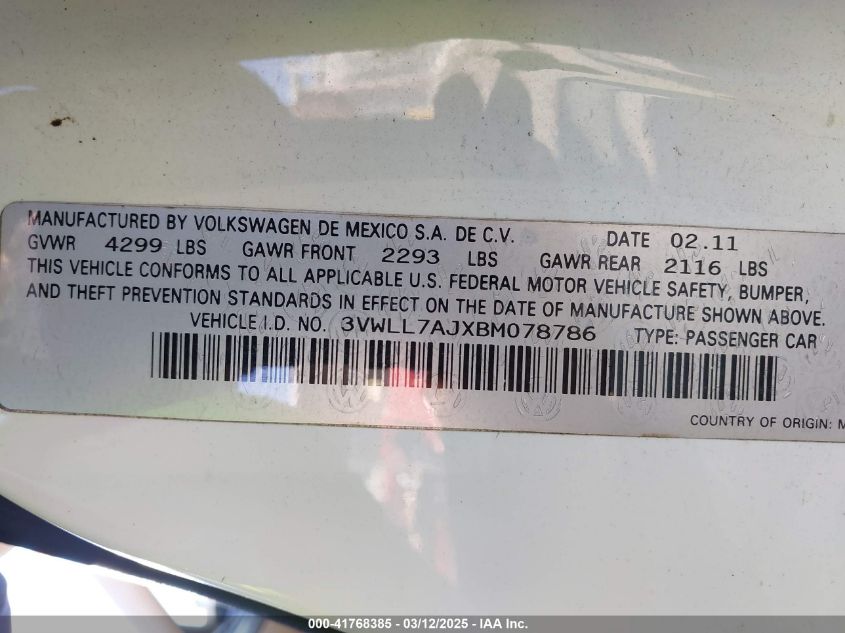 MANUFACTURED BY VOLKSWAGEN DE MEXICO S.A. DE C.V. DATE 02.11
GVWR 4299 LBS GAWR FRONT 2293 LBS GAWR REAR 2116 LBS
THIS VEHICLE CONFORMS TO ALL APPLICABLE U.S. FEDERAL MOTOR VEHICLE SAFETY, BUMPER,
AND THEFT PREVENTION STANDARDS IN EFFECT ON THE DATE OF MANUFACTURE SHOWN ABOVE.
VEHICLE I.D. NO. 3VWLL7AJXBM078786 TYPE: PASSENGER CAR
COUNTRY OF ORIGIN: M
000-41768385 - 03/12/2025 - IAA Inc.